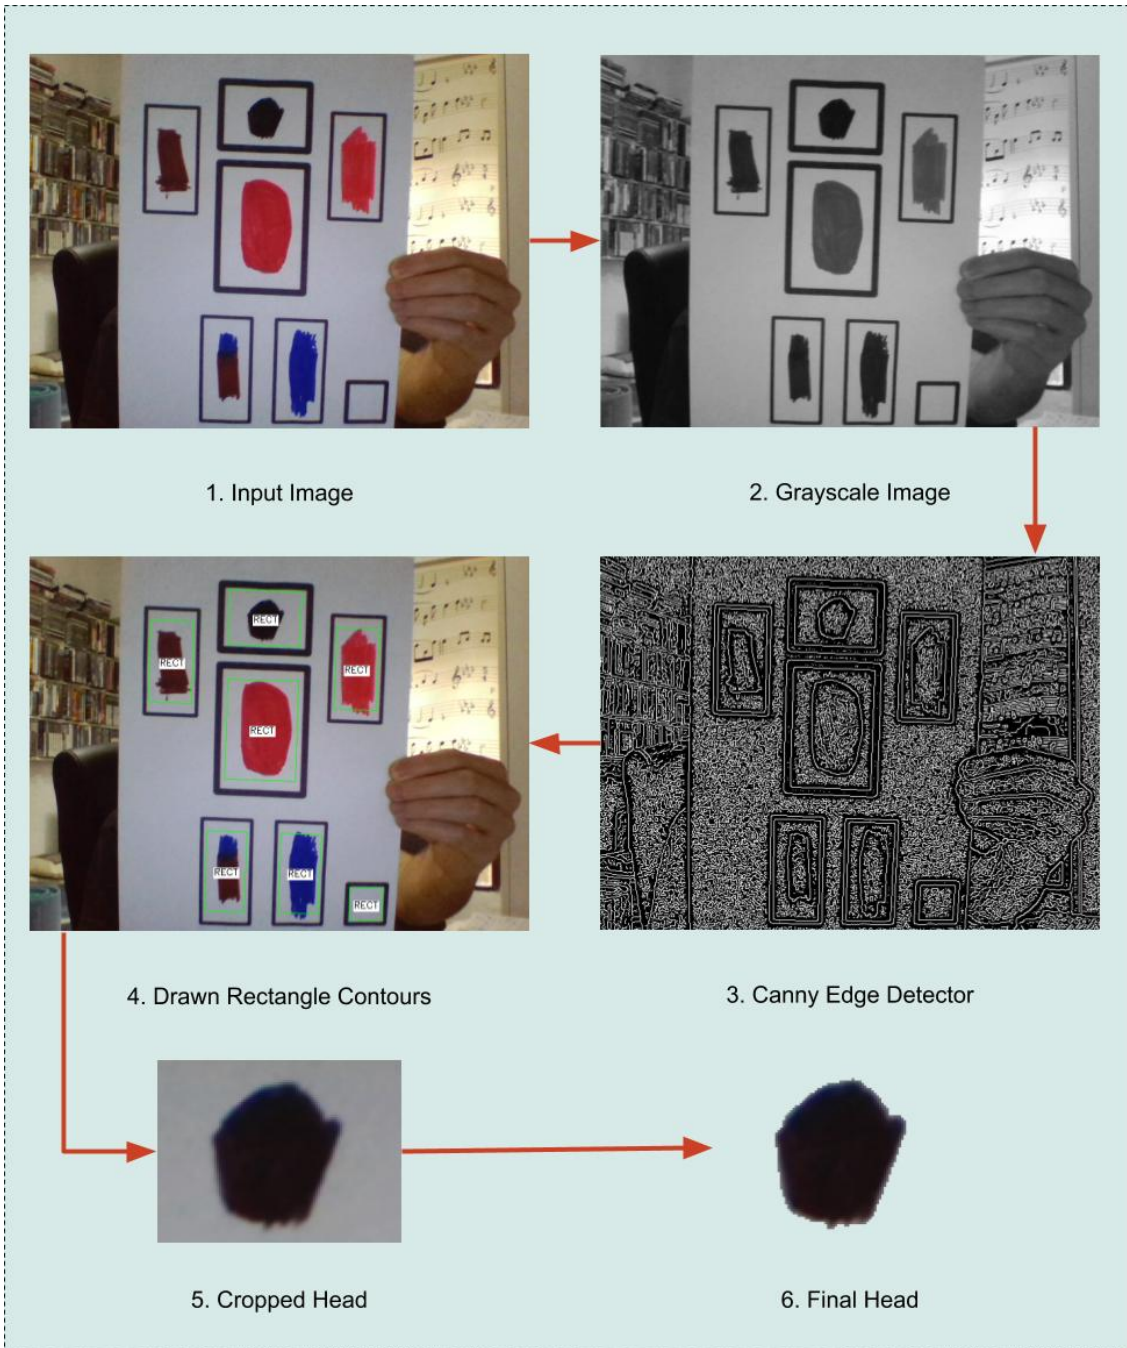 1. Input Image
2. Grayscale Image
RECT
RECT
RECT
RECT
RECT
RECT
RECT
4. Drawn Rectangle Contours
3. Canny Edge Detector
5. Cropped Head
6. Final Head